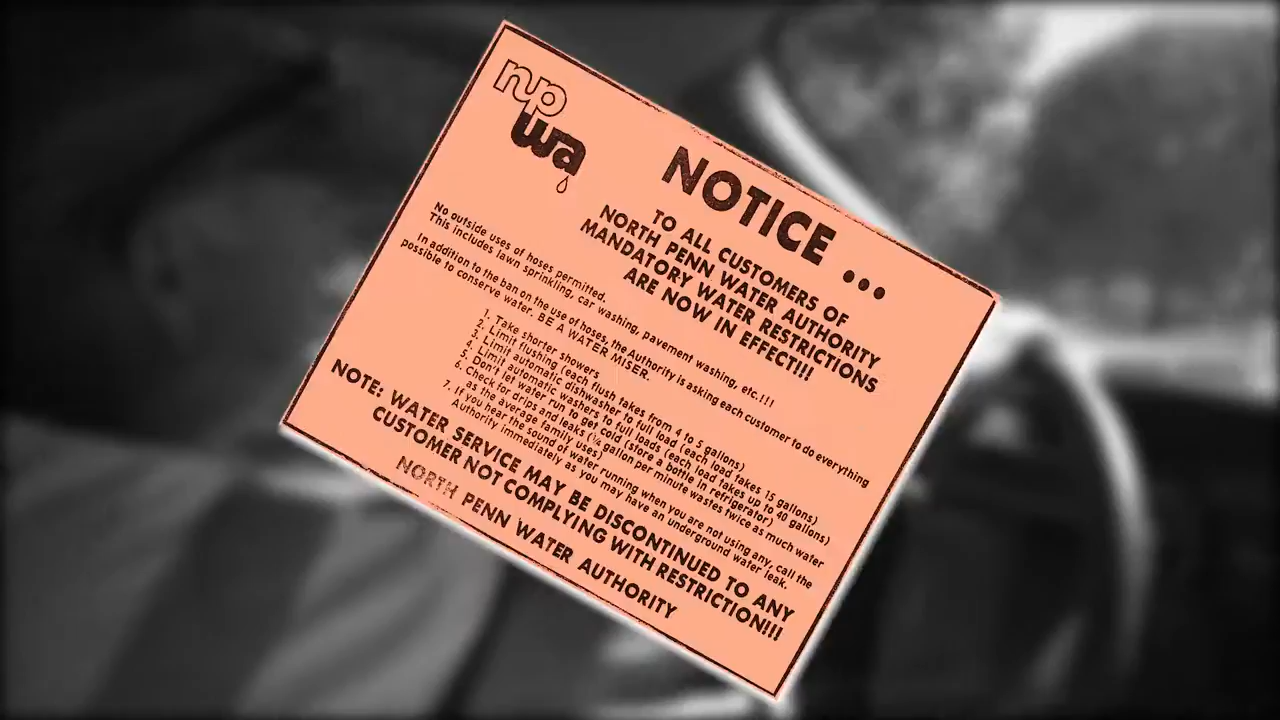 np
wa
NOTICE ...
TO ALL CUSTOMERS OF
NORTH PENN WATER AUTHORITY
MANDATORY WATER RESTRICTIONS
ARE NOW IN EFFECT!!!
No outside uses of hoses permitted.
This includes lawn sprinkling, car washing, pavement washing, etc.!!!
In addition to the ban on the use of hoses, the Authority is asking each customer to do everything
possible to conserve water. BE A WATER MISER.
1. Take shorter showers
2. Limit flushing (each flush takes from 4 to 5 gallons)
3. Limit automatic dishwasher to full load (each load takes 15 gallons)
4. Limit automatic washers to full loads (each load takes up to 40 gallons)
5. Don't let water run to get cold (store a bottle in refrigerator)
6. Check for drips and leaks (¼ gallon per minute wastes twice as much water
as the average family uses)
7. If you hear the sound of water running when you are not using any, call the
Authority immediately as you may have an underground water leak.
NOTE: WATER SERVICE MAY BE DISCONTINUED TO ANY
CUSTOMER NOT COMPLYING WITH RESTRICTION!!!
NORTH PENN WATER AUTHORITY